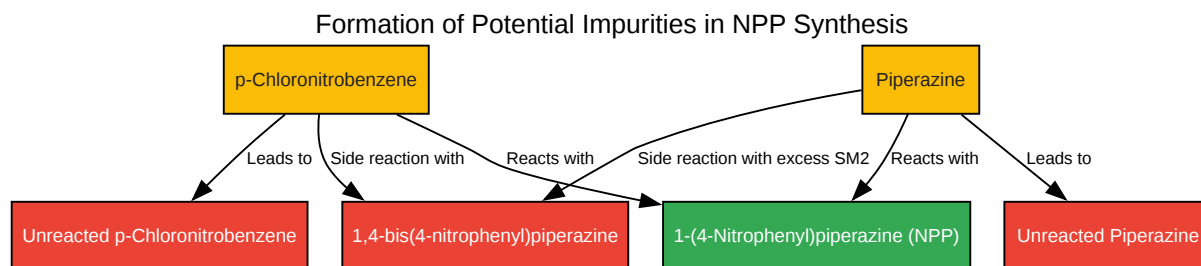 Formation of Potential Impurities in NPP Synthesis
p-Chloronitrobenzene
Piperazine
Leads to
Side reaction with
Reacts with
Side reaction with excess SM2
Reacts with
Leads to
Unreacted p-Chloronitrobenzene
1,4-bis(4-nitrophenyl)piperazine
1-(4-Nitrophenyl)piperazine (NPP)
Unreacted Piperazine